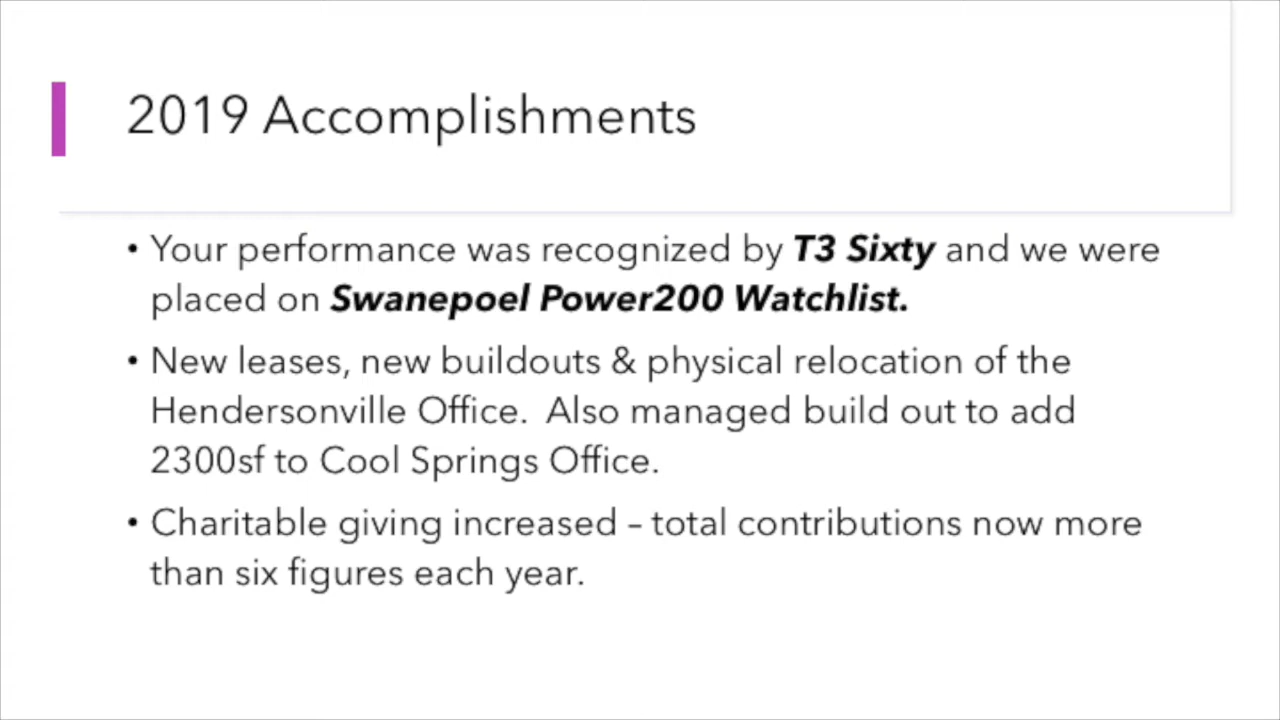 2019 Accomplishments
• Your performance was recognized by T3 Sixty and we were
placed on Swanepoel Power200 Watchlist.
• New leases, new buildouts & physical relocation of the
Hendersonville Office.  Also managed build out to add
2300sf to Cool Springs Office.
• Charitable giving increased – total contributions now more
than six figures each year.